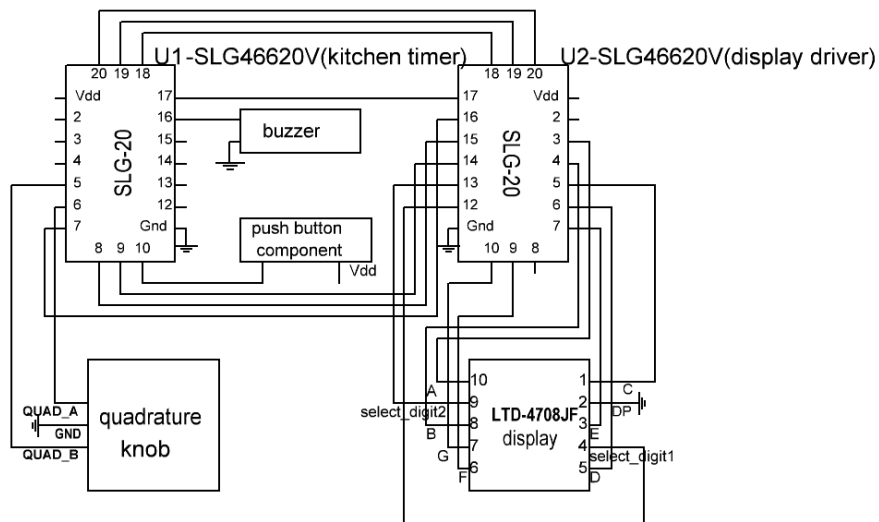 20 19 18
U1-SLG46620V(kitchen timer)
18 19 20
U2-SLG46620V(display driver)
Vdd
2
3
4
5
6
7
SLG-20
17
16
15
14
13
12
Gnd
8 9 10
buzzer
push button
component
Vdd
17
16
15
14
13
12
Gnd
SLG-20
Vdd
2
3
4
5
6
7
10 9 8
QUAD_A
GND
QUAD_B
quadrature
knob
A
select_digit2
B
G
F
10
9
8
7
6
LTD-4708JF
display
1
2
3
4
5
C
DP
E
select_digit1
D